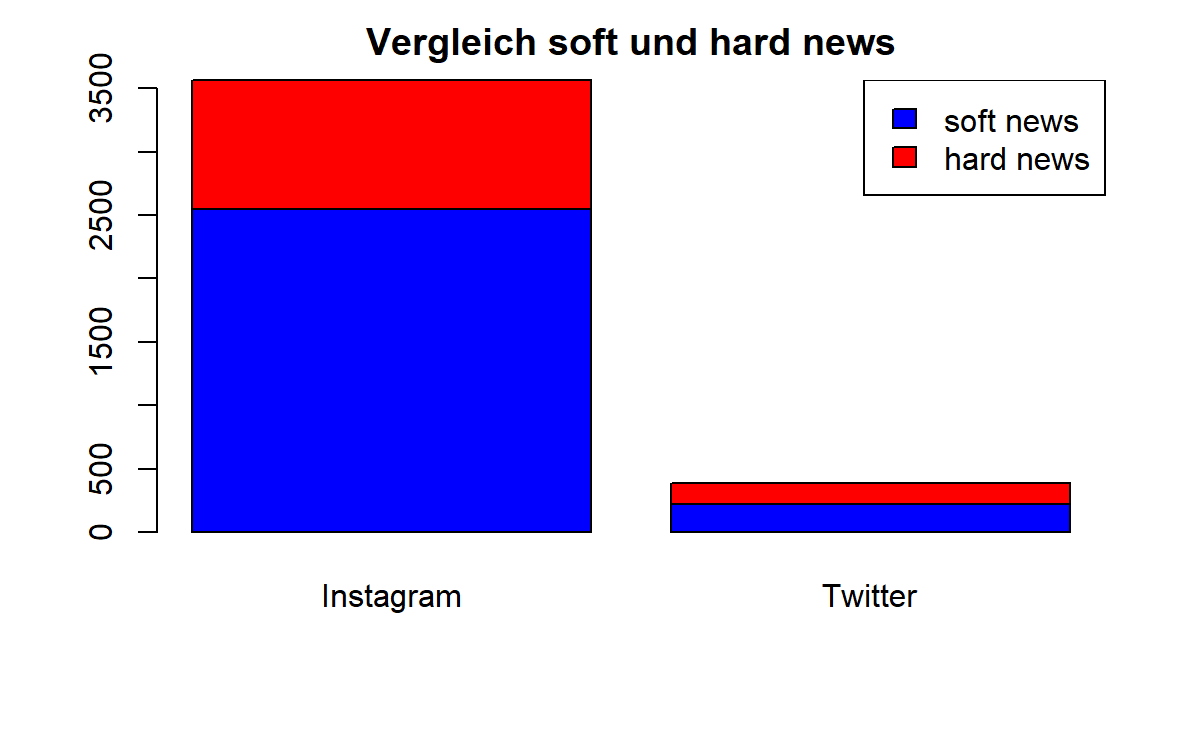 Vergleich soft und hard news
3500
2500
1500
500
0
soft news
hard news
Instagram
Twitter